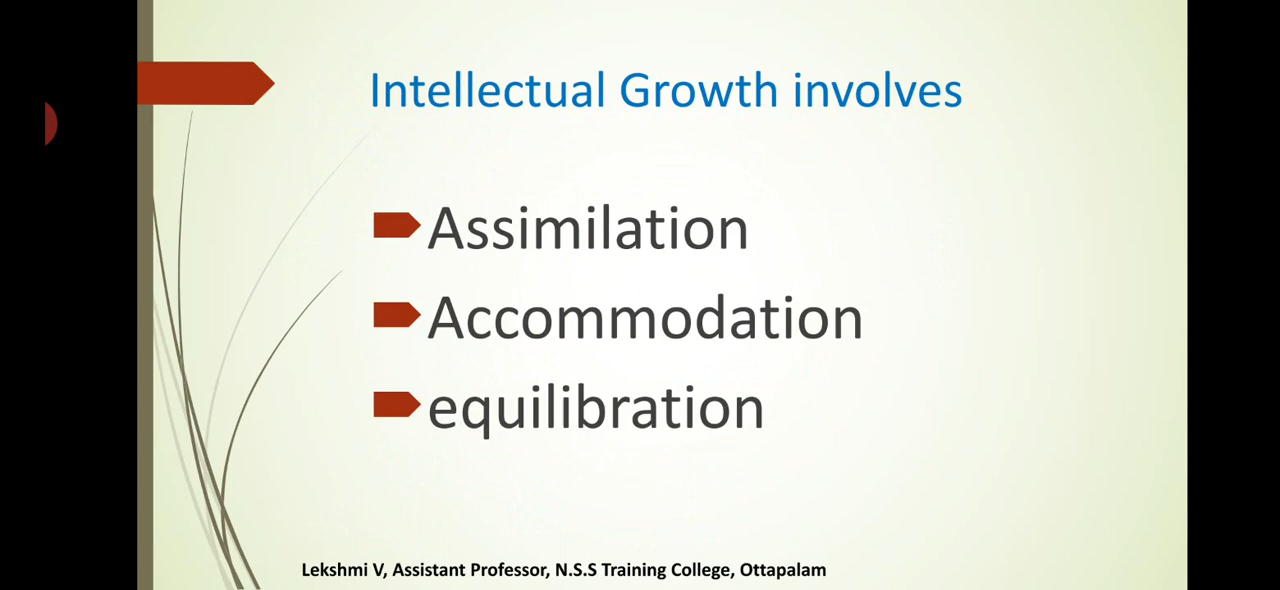 Intellectual Growth involves
Assimilation
Accommodation
equilibration
Lekshmi V, Assistant Professor, N.S.S Training College, Ottapalam